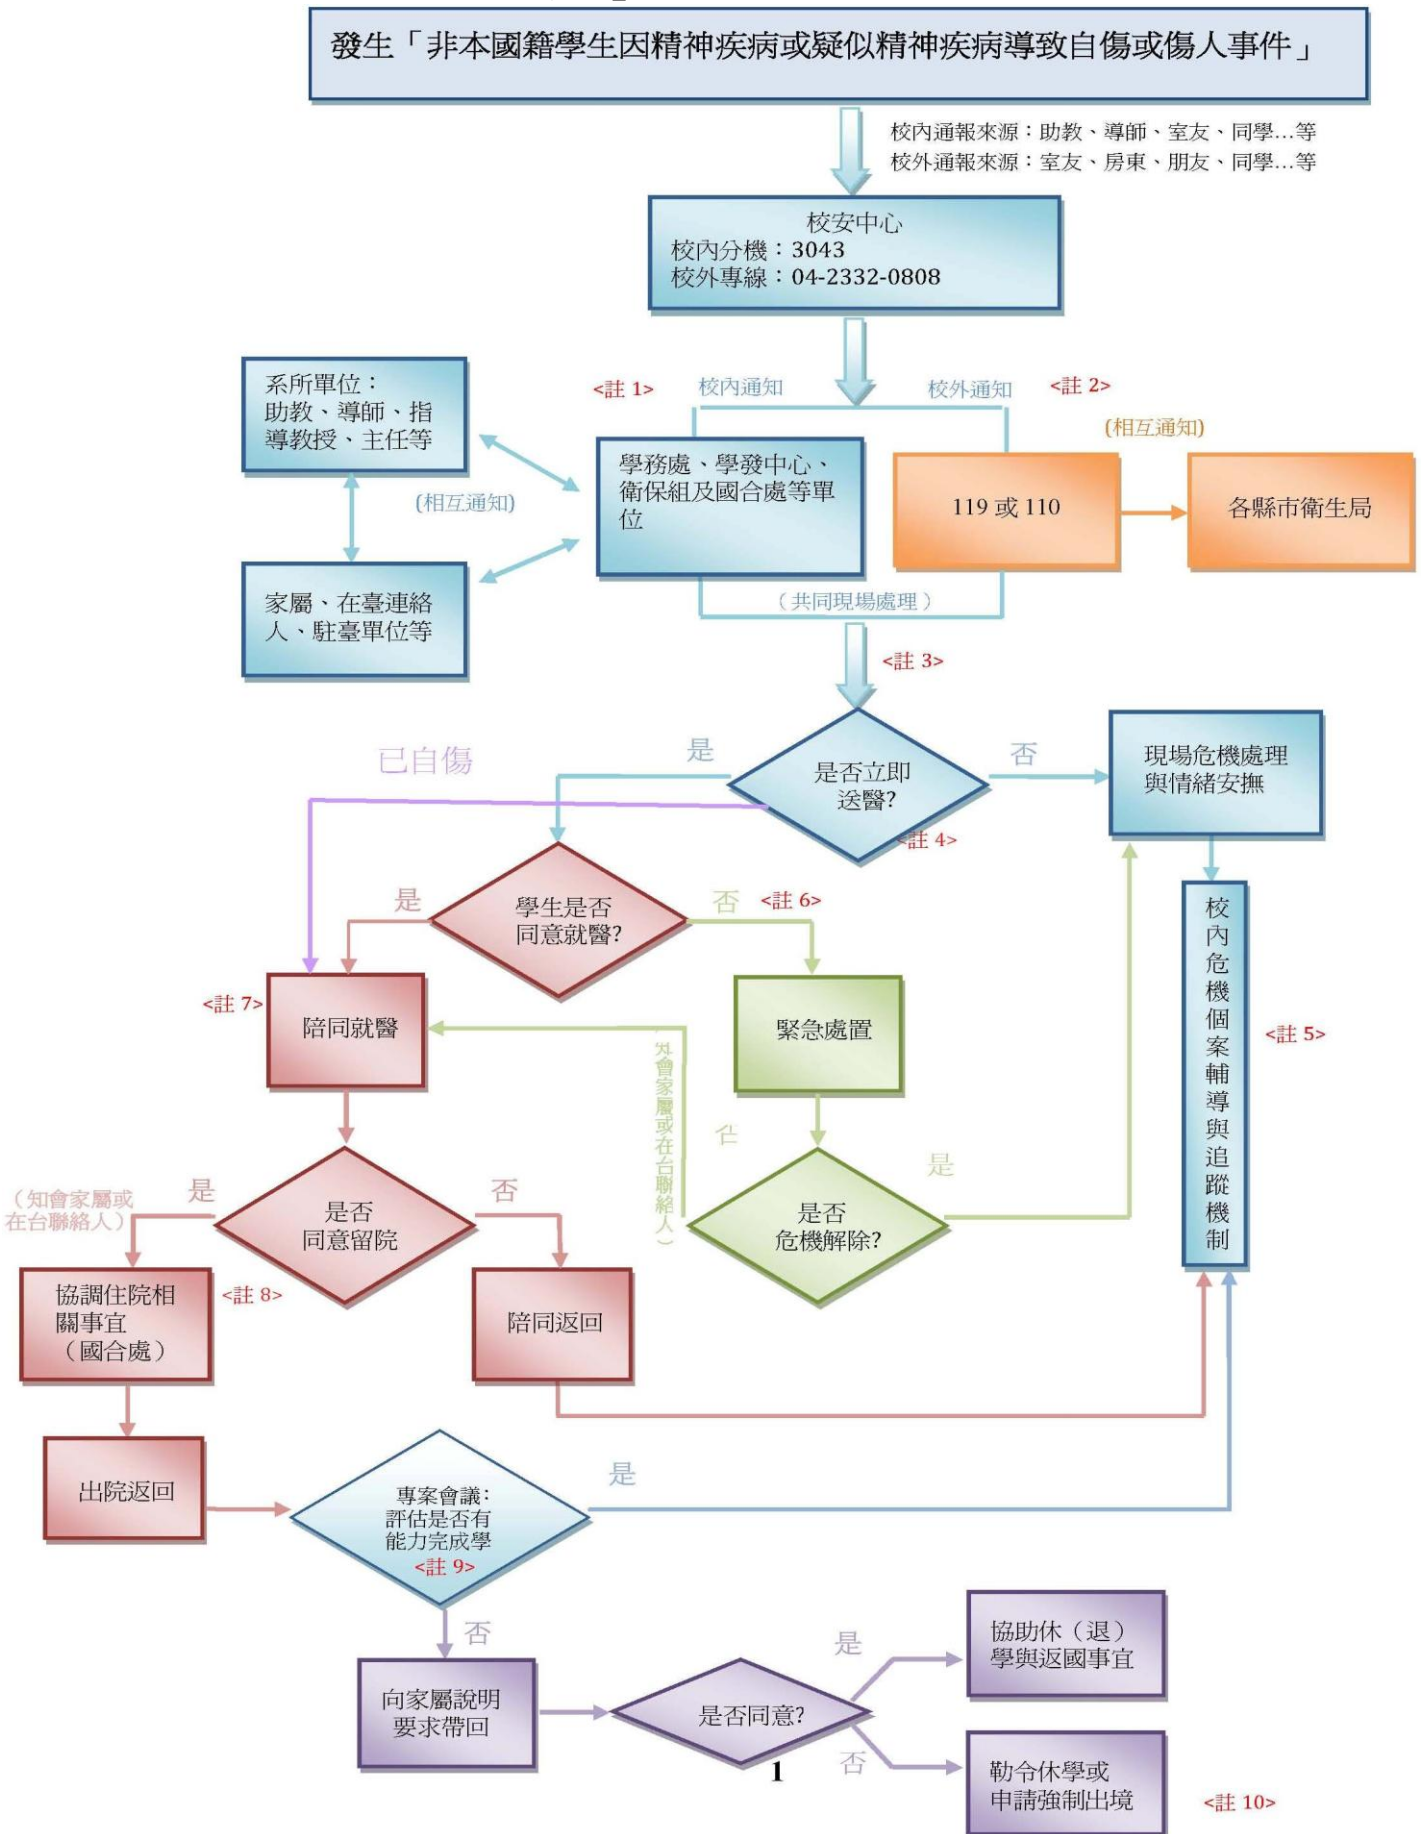 發生「非本國籍學生因精神疾病或疑似精神疾病導致自傷或傷人事件」
校內通報來源：助教、導師、室友、同學...等
校外通報來源：室友、房東、朋友、同學...等
校安中心
校內分機：3043
校外專線：04-2332-0808
<註 1>
校內通知
校外通知
<註 2>
系所單位：
助教、導師、指
導教授、主任等
(相互通知)
學務處、學發中心、
衛保組及國合處等單
位
119 或 110
(相互通知)
各縣市衛生局
家屬、在臺連絡
人、駐臺單位等
（共同現場處理）
<註 3>
已自傷
是
是否立即
送醫?
否
<註 4>
現場危機處理
與情緒安撫
是
學生是否
同意就醫?
否
<註 6>
校內危機個案輔導與追蹤機制
<註 5>
<註 7>
陪同就醫
緊急處置
知會家屬或在台聯絡人）
是
是否
危機解除?
（知會家屬或
在台聯絡人）
是
是否
同意留院
否
協調住院相
關事宜
（國合處）
<註 8>
陪同返回
出院返回
專案會議:
評估是否有
能力完成學
<註 9>
是
否
向家屬說明
要求帶回
是否同意?
是
協助休（退）
學與返國事宜
否
勒令休學或
申請強制出境
<註 10>
1